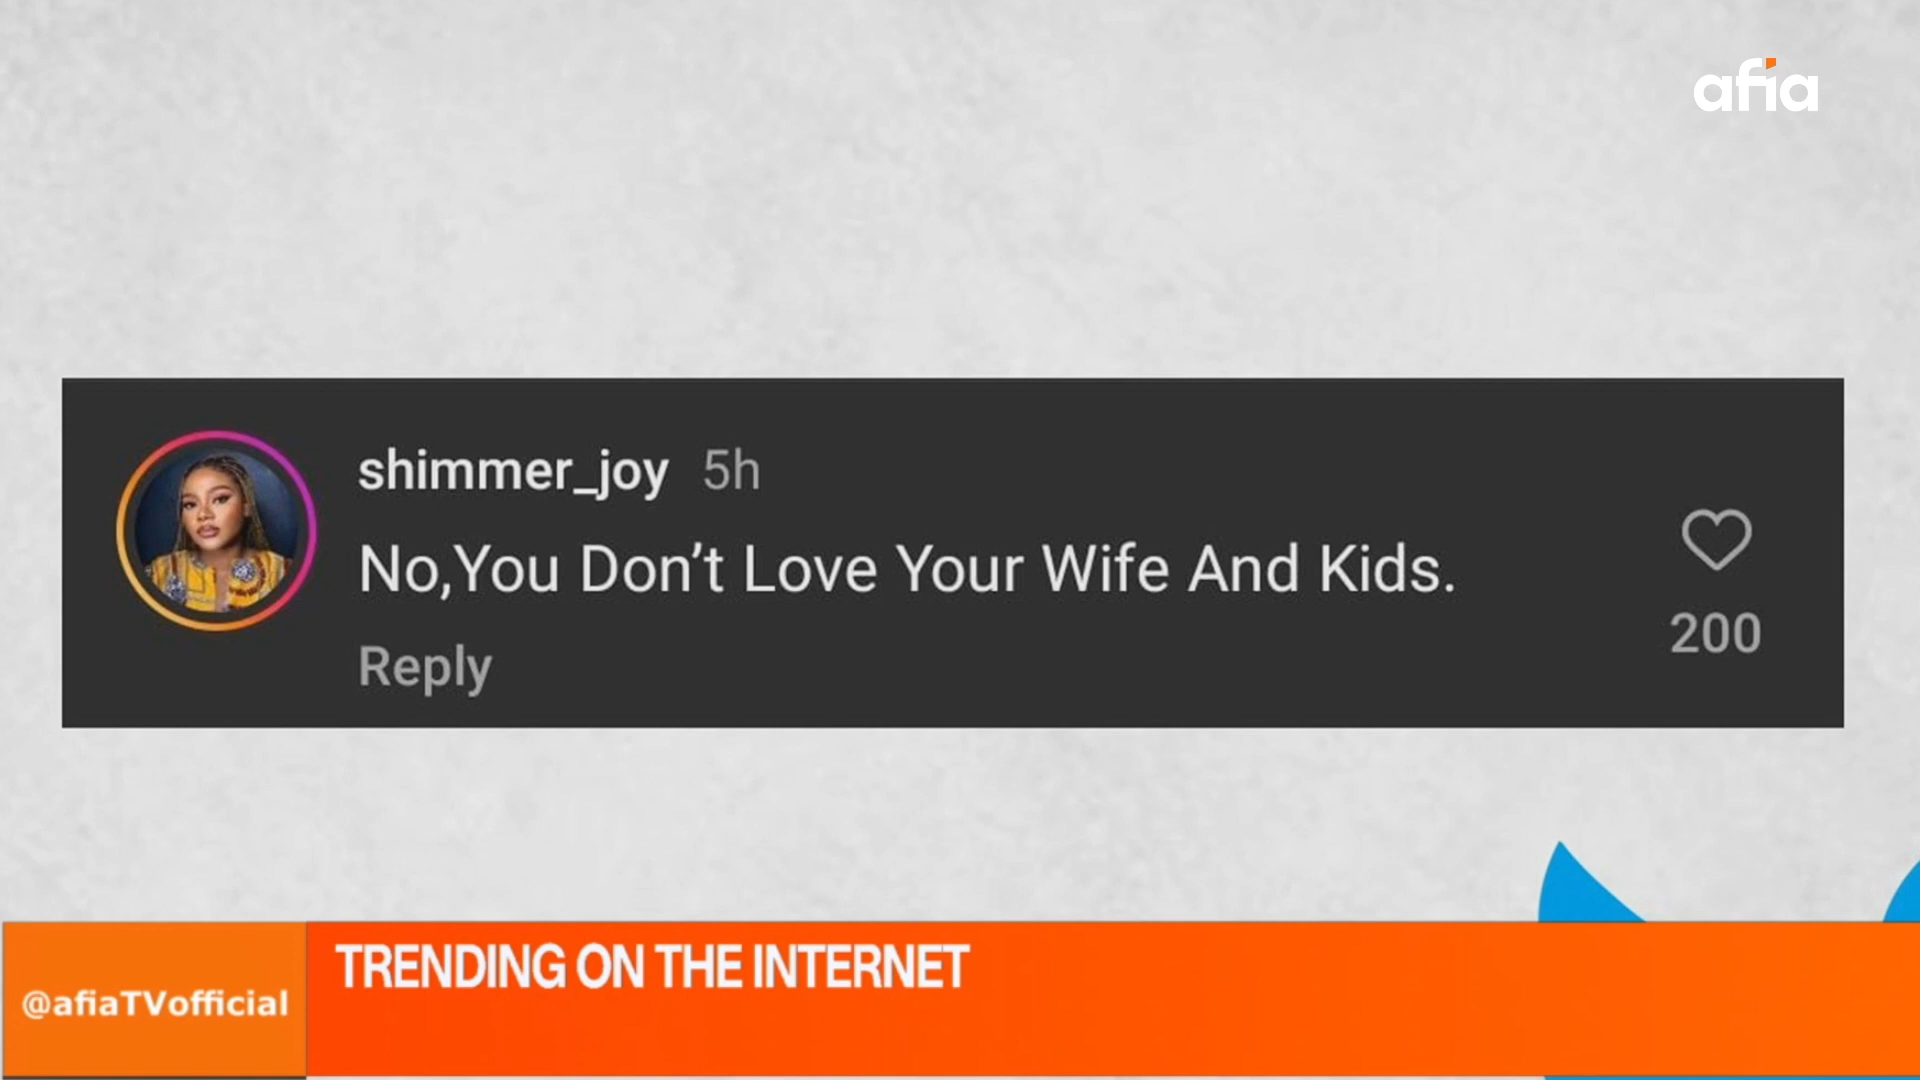 afia
shimmer_joy 5h
No,You Don’t Love Your Wife And Kids.
Reply
200
TRENDING ON THE INTERNET
@afiaTVofficial